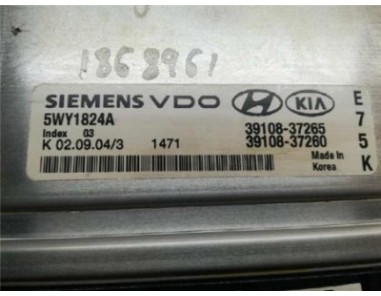 1868961
SIEMENS VDO KIA E
5WY1824A 7
Index 03 39108-37265 5
K 02.09.04/3 1471 39108-37260
Made in K
Korea